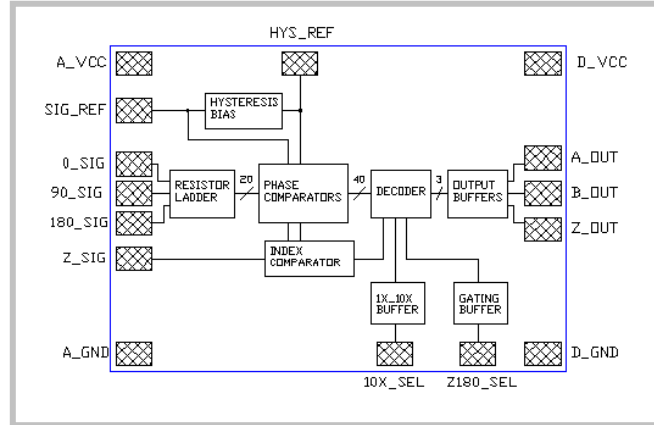 HYS_REF
A_VCC
D_VCC
SIG_REF
HYSTERESIS
BIAS
0_SIG
90_SIG
180_SIG
RESISTOR
LADDER
20
PHASE
COMPARATORS
40
DECODER
3
OUTPUT
BUFFERS
A_OUT
B_OUT
Z_OUT
Z_SIG
INDEX
COMPARATOR
1X_10X
BUFFER
GATING
BUFFER
A_GND
D_GND
10X_SEL
Z180_SEL